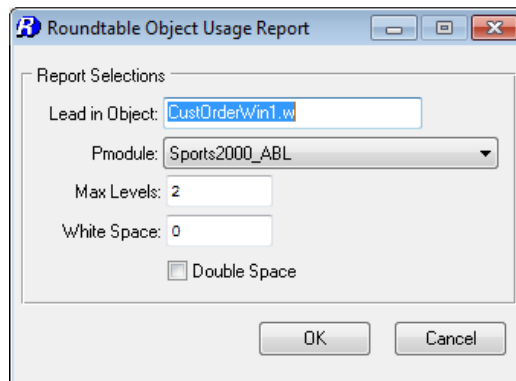 Roundtable Object Usage Report
Report Selections
Lead in Object: CustOrderWin1.w
Pmodule: Sports2000_ABL
Max Levels: 2
White Space: 0
Double Space
OK Cancel